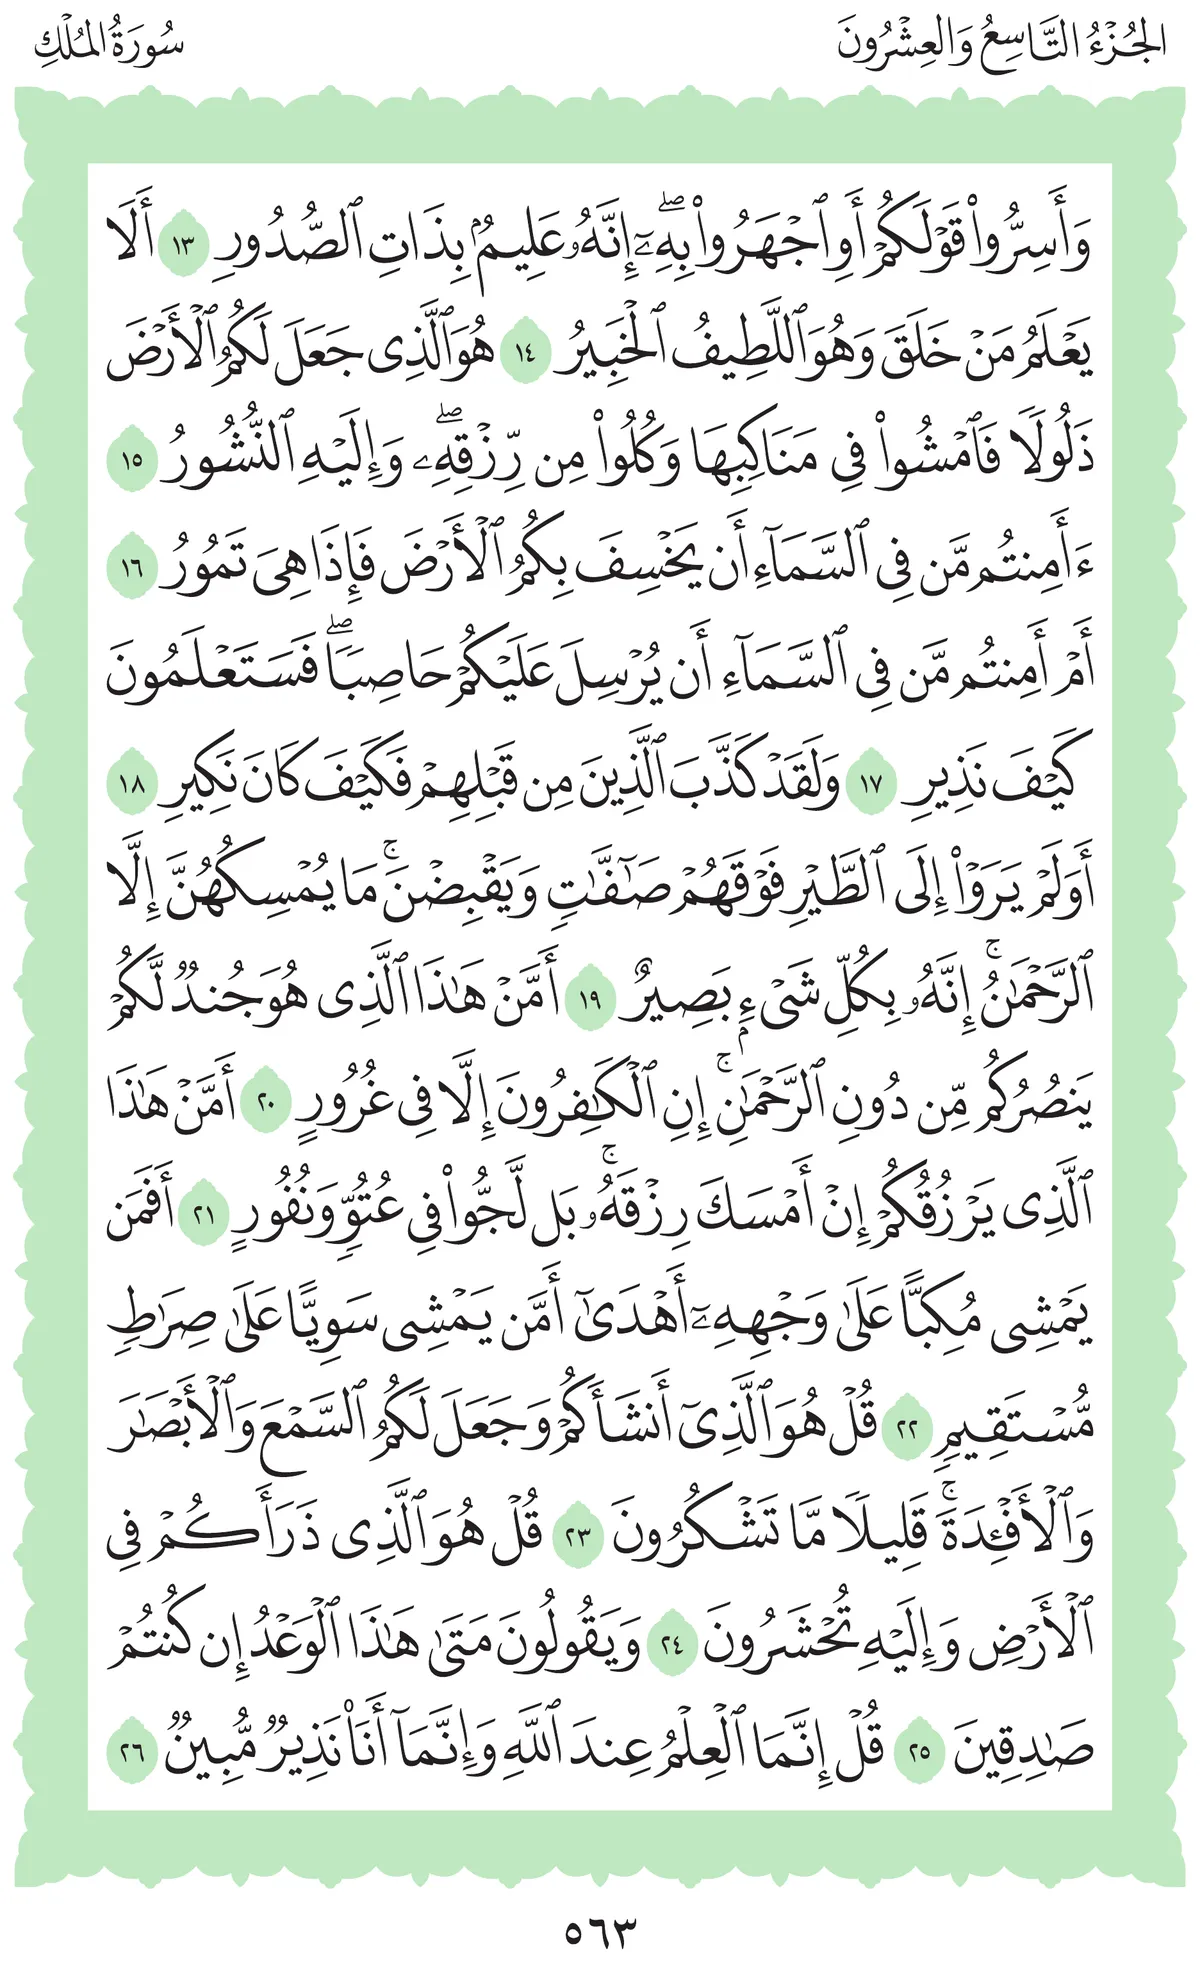 الجُزْءُ التَّاسِعُ وَالعِشْرُونَ
سُورَةُ المُلْكِ
وَأَسِرُّواْ قَوْلَكُمْ أَوِ ٱجْهَرُواْ بِهِۦٓۖ إِنَّهُۥ عَلِيمُۢ بِذَاتِ ٱلصُّدُورِ ١٣ أَلَا
يَعْلَمُ مَنْ خَلَقَ وَهُوَ ٱللَّطِيفُ ٱلْخَبِيرُ ١٤ هُوَ ٱلَّذِى جَعَلَ لَكُمُ ٱلْأَرْضَ
ذَلُولًا فَٱمْشُواْ فِى مَنَاكِبِهَا وَكُلُواْ مِن رِّزْقِهِۦۖ وَإِلَيْهِ ٱلنُّشُورُ ١٥
ءَأَمِنتُم مَّن فِى ٱلسَّمَآءِ أَن يَخْسِفَ بِكُمُ ٱلْأَرْضَ فَإِذَا هِىَ تَمُورُ ١٦
أَمْ أَمِنتُم مَّن فِى ٱلسَّمَآءِ أَن يُرْسِلَ عَلَيْكُمْ حَاصِبًاۖ فَسَتَعْلَمُونَ
كَيْفَ نَذِيرِ ١٧ وَلَقَدْ كَذَّبَ ٱلَّذِينَ مِن قَبْلِهِمْ فَكَيْفَ كَانَ نَكِيرِ ١٨
أَوَلَمْ يَرَوْاْ إِلَى ٱلطَّيْرِ فَوْقَهُمْ صَٰٓفَّٰتٍ وَيَقْبِضْنَۚ مَا يُمْسِكُهُنَّ إِلَّا
ٱلرَّحْمَٰنُۚ إِنَّهُۥ بِكُلِّ شَىْءِۭ بَصِيرٌ ١٩ أَمَّنْ هَٰذَا ٱلَّذِى هُوَ جُندٌ لَّكُمْ
يَنصُرُكُم مِّن دُونِ ٱلرَّحْمَٰنِۚ إِنِ ٱلْكَٰفِرُونَ إِلَّا فِى غُرُورٍ ٢٠ أَمَّنْ هَٰذَا
ٱلَّذِى يَرْزُقُكُمْ إِنْ أَمْسَكَ رِزْقَهُۥۚ بَل لَّجُّواْ فِى عُتُوٍّ وَنُفُورٍ ٢١ أَفَمَن
يَمْشِى مُكِبًّا عَلَىٰ وَجْهِهِۦٓ أَهْدَىٰٓ أَمَّن يَمْشِى سَوِيًّا عَلَىٰ صِرَٰطٍ
مُّسْتَقِيمٍ ٢٢ قُلْ هُوَ ٱلَّذِىٓ أَنشَأَكُمْ وَجَعَلَ لَكُمُ ٱلسَّمْعَ وَٱلْأَبْصَٰرَ
وَٱلْأَفْـِٔدَةَۚ قَلِيلًا مَّا تَشْكُرُونَ ٢٣ قُلْ هُوَ ٱلَّذِى ذَرَأَكُمْ فِى
ٱلْأَرْضِ وَإِلَيْهِ تُحْشَرُونَ ٢٤ وَيَقُولُونَ مَتَىٰ هَٰذَا ٱلْوَعْدُ إِن كُنتُمْ
صَٰدِقِينَ ٢٥ قُلْ إِنَّمَا ٱلْعِلْمُ عِندَ ٱللَّهِ وَإِنَّمَآ أَنَا۠ نَذِيرٌ مُّبِينٌ ٢٦
٥٦٣